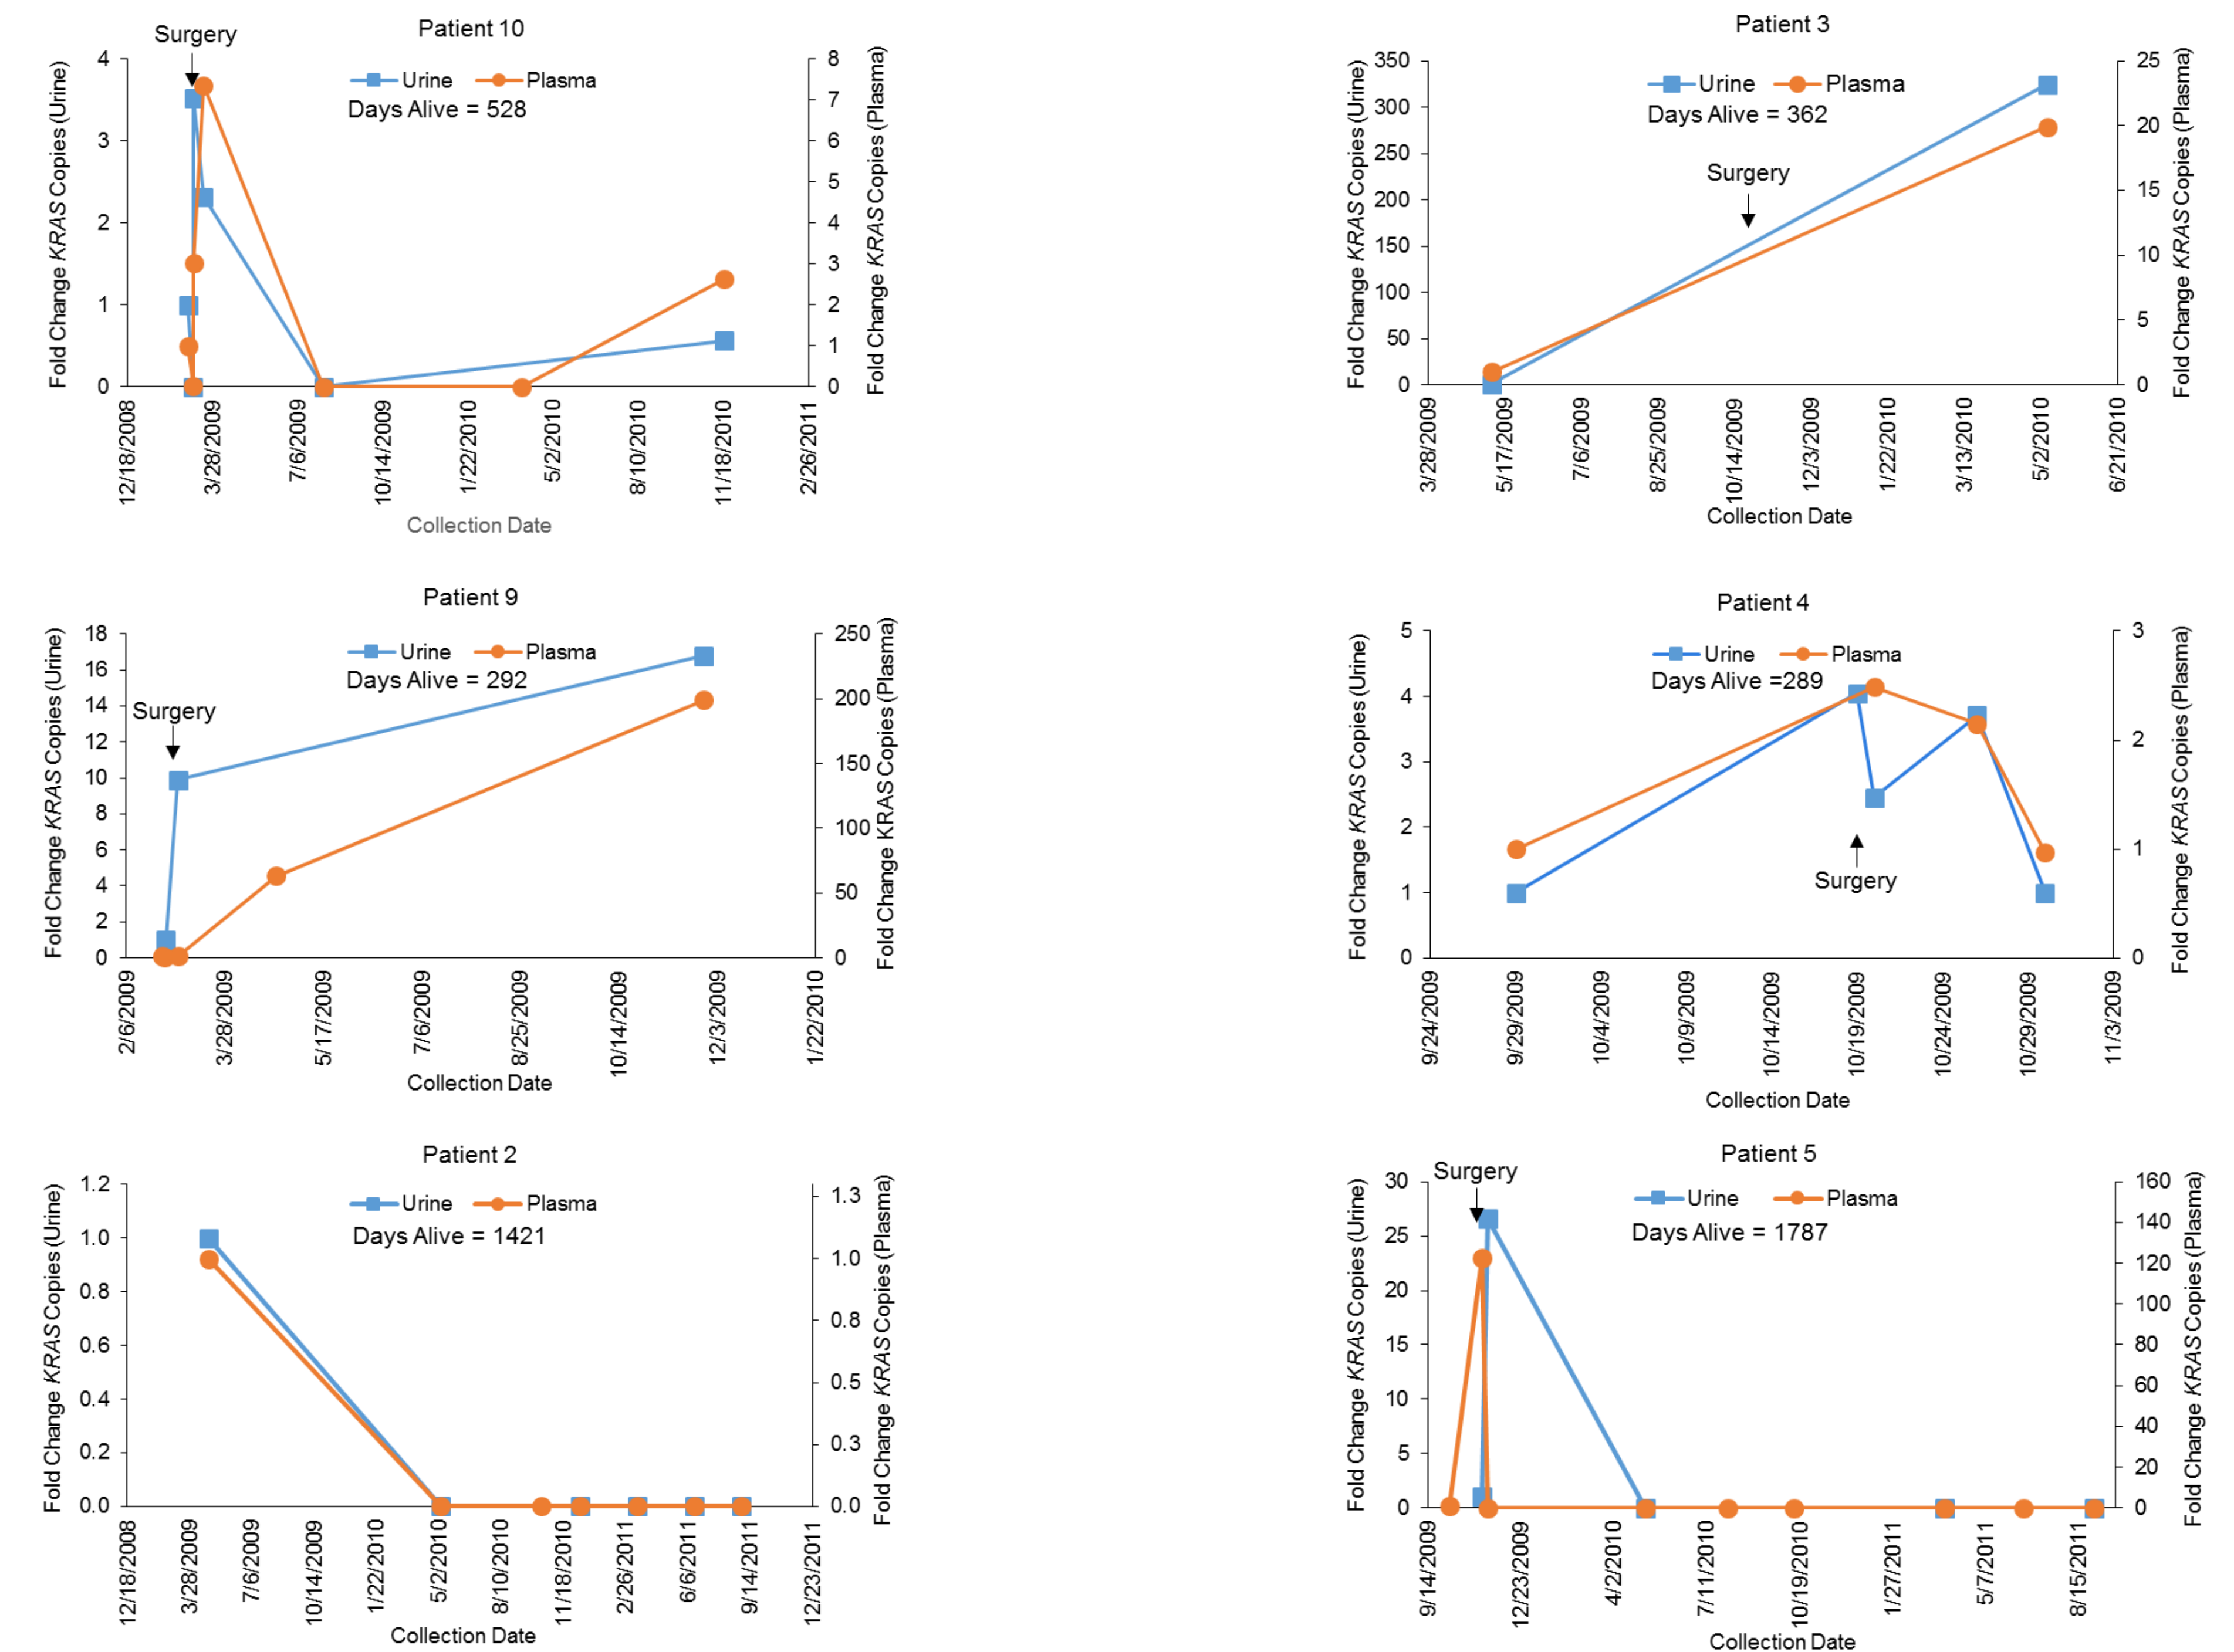 Patient 10
Surgery
Urine Plasma
Days Alive = 528
Fold Change KRAS Copies (Urine)
4
3
2
1
0
Fold Change KRAS Copies (Plasma)
8
7
6
5
4
3
2
1
0
12/18/2008 3/28/2009 7/6/2009 10/14/2009 1/22/2010 5/2/2010 8/10/2010 11/18/2010 2/26/2011
Collection Date
Patient 3
Urine Plasma
Days Alive = 362
Surgery
Fold Change KRAS Copies (Urine)
350
300
250
200
150
100
50
0
Fold Change KRAS Copies (Plasma)
25
20
15
10
5
0
3/28/2009 5/17/2009 7/6/2009 8/25/2009 10/14/2009 12/3/2009 1/22/2010 3/13/2010 5/2/2010 6/21/2010
Collection Date
Patient 9
Urine Plasma
Days Alive = 292
Surgery
Fold Change KRAS Copies (Urine)
18
16
14
12
10
8
6
4
2
0
Fold Change KRAS Copies (Plasma)
250
200
150
100
50
0
2/6/2009 3/28/2009 5/17/2009 7/6/2009 8/25/2009 10/14/2009 12/3/2009 1/22/2010
Collection Date
Patient 4
Urine Plasma
Days Alive =289
Surgery
Fold Change KRAS Copies (Urine)
5
4
3
2
1
0
Fold Change KRAS Copies (Plasma)
3
2
1
0
9/24/2009 9/29/2009 10/4/2009 10/9/2009 10/14/2009 10/19/2009 10/24/2009 10/29/2009 11/3/2009
Collection Date
Patient 2
Urine Plasma
Days Alive = 1421
Fold Change KRAS Copies (Urine)
1.2
1.0
0.8
0.6
0.4
0.2
0.0
Fold Change KRAS Copies (Plasma)
1.3
1.0
0.8
0.5
0.3
0.0
12/18/2008 3/28/2009 7/6/2009 10/14/2009 1/22/2010 5/2/2010 8/10/2010 11/18/2010 2/26/2011 6/6/2011 9/14/2011 12/23/2011
Collection Date
Patient 5
Surgery
Urine Plasma
Days Alive = 1787
Fold Change KRAS Copies (Urine)
30
25
20
15
10
5
0
Fold Change KRAS Copies (Plasma)
160
140
120
100
80
60
40
20
0
9/14/2009 12/23/2009 4/2/2010 7/11/2010 10/19/2010 1/27/2011 5/7/2011 8/15/2011
Collection Date